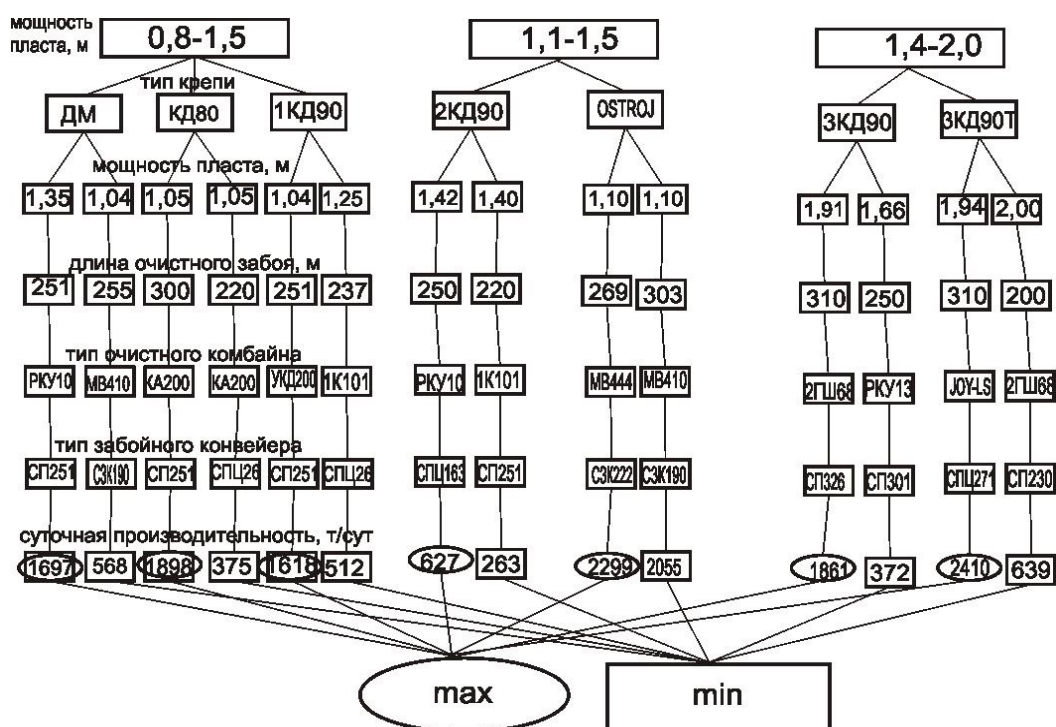 мощность
пласта, м
0,8-1,5 1,1-1,5 1,4-2,0
тип крепи
ДМ КД80 1КД90 2КД90 OSTROJ 3КД90 3КД90Т
мощность пласта, м
1,35 1,04 1,05 1,05 1,04 1,25 1,42 1,40 1,10 1,10 1,91 1,66 1,94 2,00
длина очистного забоя, м
251 255 300 220 251 237 250 220 269 303 310 250 310 200
тип очистного комбайна
РКУ10 МВ410 КА200 КА200 УКД200 1К101 РКУ10 1К101 МВ444 МВ410 2ГШ68 РКУ13 JOY-LS 2ГШ68
тип забойного конвейера
СП251 СЗК190 СП251 СПЦ26 СП251 СПЦ26 СПЦ163 СП251 СЗК222 СЗК190 СП326 СП301 СПЦ271 СП230
суточная производительность, т/сут
1697 568 1898 375 1618 512 627 263 2299 2055 1861 372 2410 639
max min